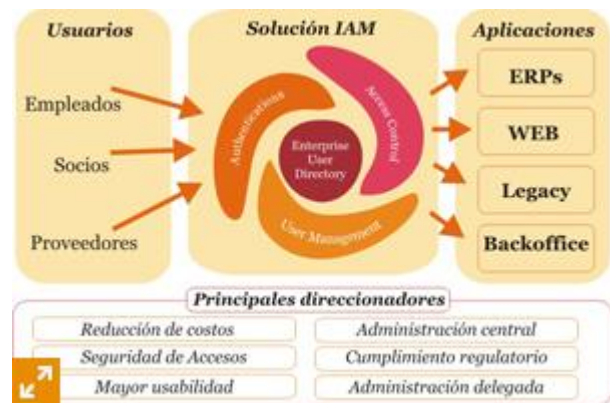 Usuarios
Empleados
Socios
Proveedores
Solución IAM
Authentications
Access Control
Enterprise
User
Directory
User Management
Aplicaciones
ERPs
WEB
Legacy
Backoffice
Principales direccionadores
Reducción de costos
Administración central
Seguridad de Accesos
Cumplimiento regulatorio
Mayor usabilidad
Administración delegada